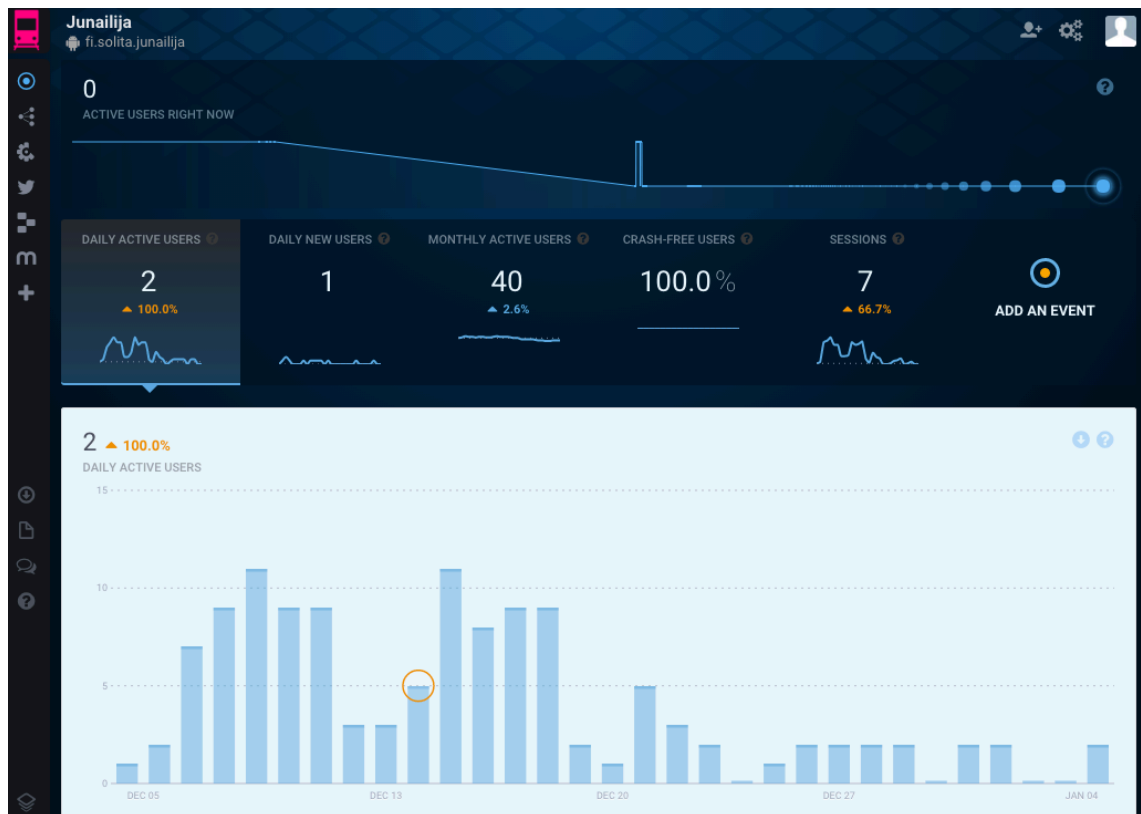 Junailija
fi.solita.junailija
0
ACTIVE USERS RIGHT NOW
DAILY ACTIVE USERS ?
DAILY NEW USERS ?
MONTHLY ACTIVE USERS ?
CRASH-FREE USERS ?
SESSIONS ?
2
1
40
100.0%
7
100.0%
2.6%
66.7%
ADD AN EVENT
2 100.0%
DAILY ACTIVE USERS
15
10
5
0
DEC 05
DEC 13
DEC 20
DEC 27
JAN 04